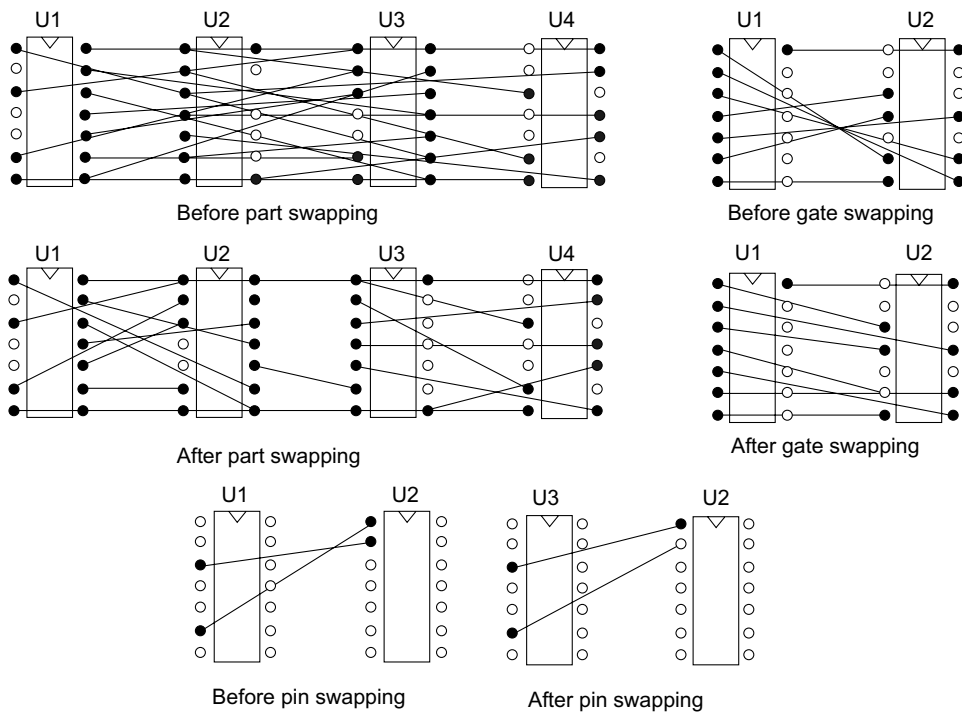 U1 U2 U3 U4
Before part swapping
U1 U2
Before gate swapping
U1 U2 U3 U4
After part swapping
U1 U2
After gate swapping
U1 U2
Before pin swapping
U3 U2
After pin swapping